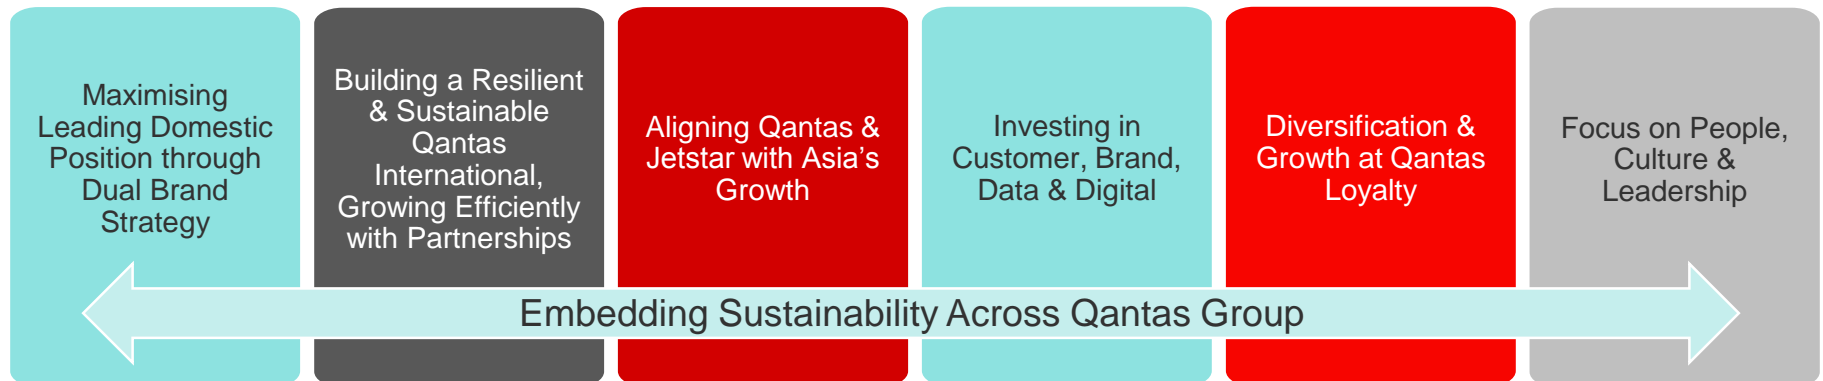 Maximising
Leading Domestic
Position through
Dual Brand
Strategy
Building a Resilient
& Sustainable
Qantas
International,
Growing Efficiently
with Partnerships
Aligning Qantas &
Jetstar with Asia’s
Growth
Investing in
Customer, Brand,
Data & Digital
Diversification &
Growth at Qantas
Loyalty
Focus on People,
Culture &
Leadership
Embedding Sustainability Across Qantas Group